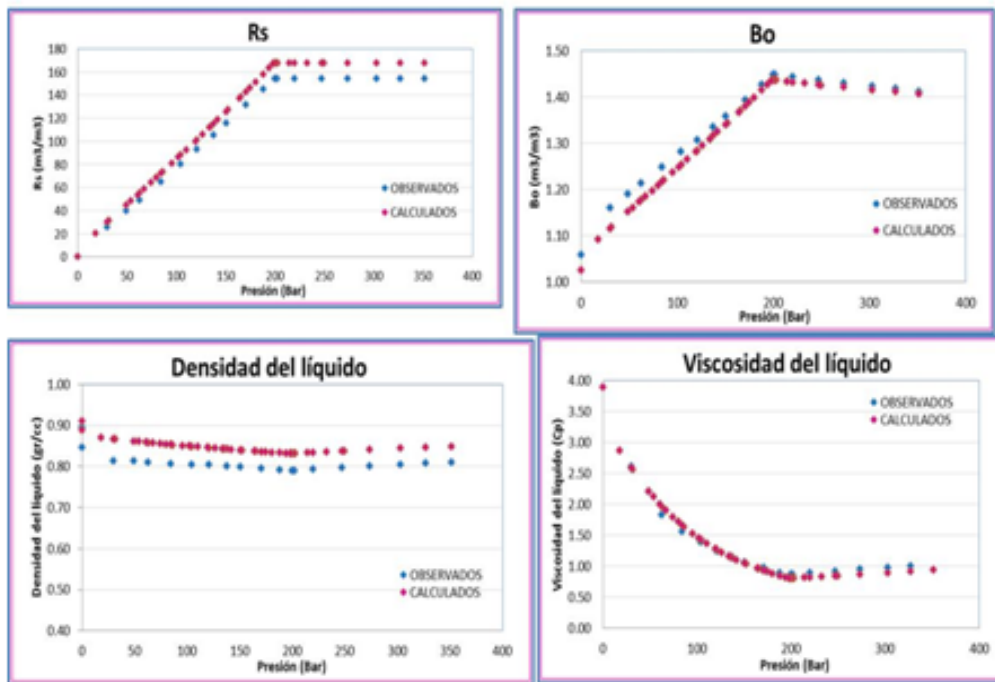 Rs
180
160
140
120
100
80
60
40
20
0
Rs (m3/m3)
OBSERVADOS
CALCULADOS
0 50 100 150 200 250 300 350 400
Presión (Bar)
Bo
1.50
1.40
1.30
1.20
1.10
1.00
Bo (m3/m3)
OBSERVADOS
CALCULADOS
0 100 200 300 400
Presión (Bar)
Densidad del líquido
1.00
0.90
0.80
0.70
0.60
0.50
0.40
Densidad del líquido (gr/cc)
OBSERVADOS
CALCULADOS
0 50 100 150 200 250 300 350 400
Presión (Bar)
Viscosidad del líquido
4.00
3.50
3.00
2.50
2.00
1.50
1.00
0.50
0.00
Viscosidad del líquido (Cp)
OBSERVADOS
CALCULADOS
0 100 200 300 400
Presión (Bar)